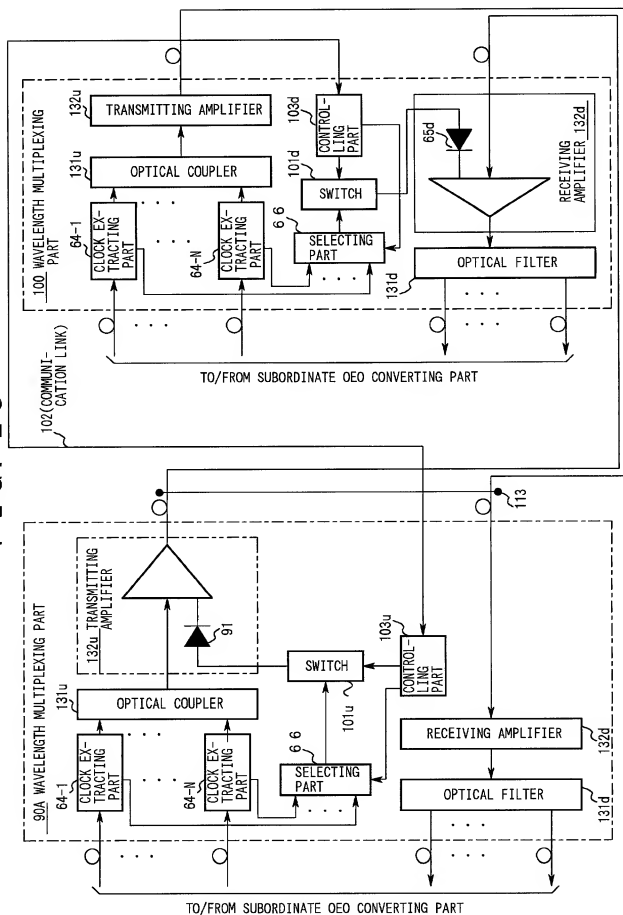 100 WAVELENGTH MULTIPLEXING
PART
132u
TRANSMITTING AMPLIFIER
131u
OPTICAL COUPLER
64-1
CLOCK EX-
TRACTING
PART
64-N
CLOCK EX-
TRACTING
PART
103d
CONTROL-
LING
PART
101d
SWITCH
66
SELECTING
PART
65d
RECEIVING
AMPLIFIER 132d
OPTICAL FILTER
131d
TO/FROM SUBORDINATE OEO CONVERTING PART
102(COMMUNI-
CATION LINK)
90A WAVELENGTH MULTIPLEXING PART
132u TRANSMITTING
AMPLIFIER
91
131u
OPTICAL COUPLER
64-1
CLOCK EX-
TRACTING
PART
64-N
CLOCK EX-
TRACTING
PART
SWITCH
101u
103u
CONTROL-
LING
PART
66
SELECTING
PART
113
RECEIVING AMPLIFIER
132d
OPTICAL FILTER
131d
TO/FROM SUBORDINATE OEO CONVERTING PART